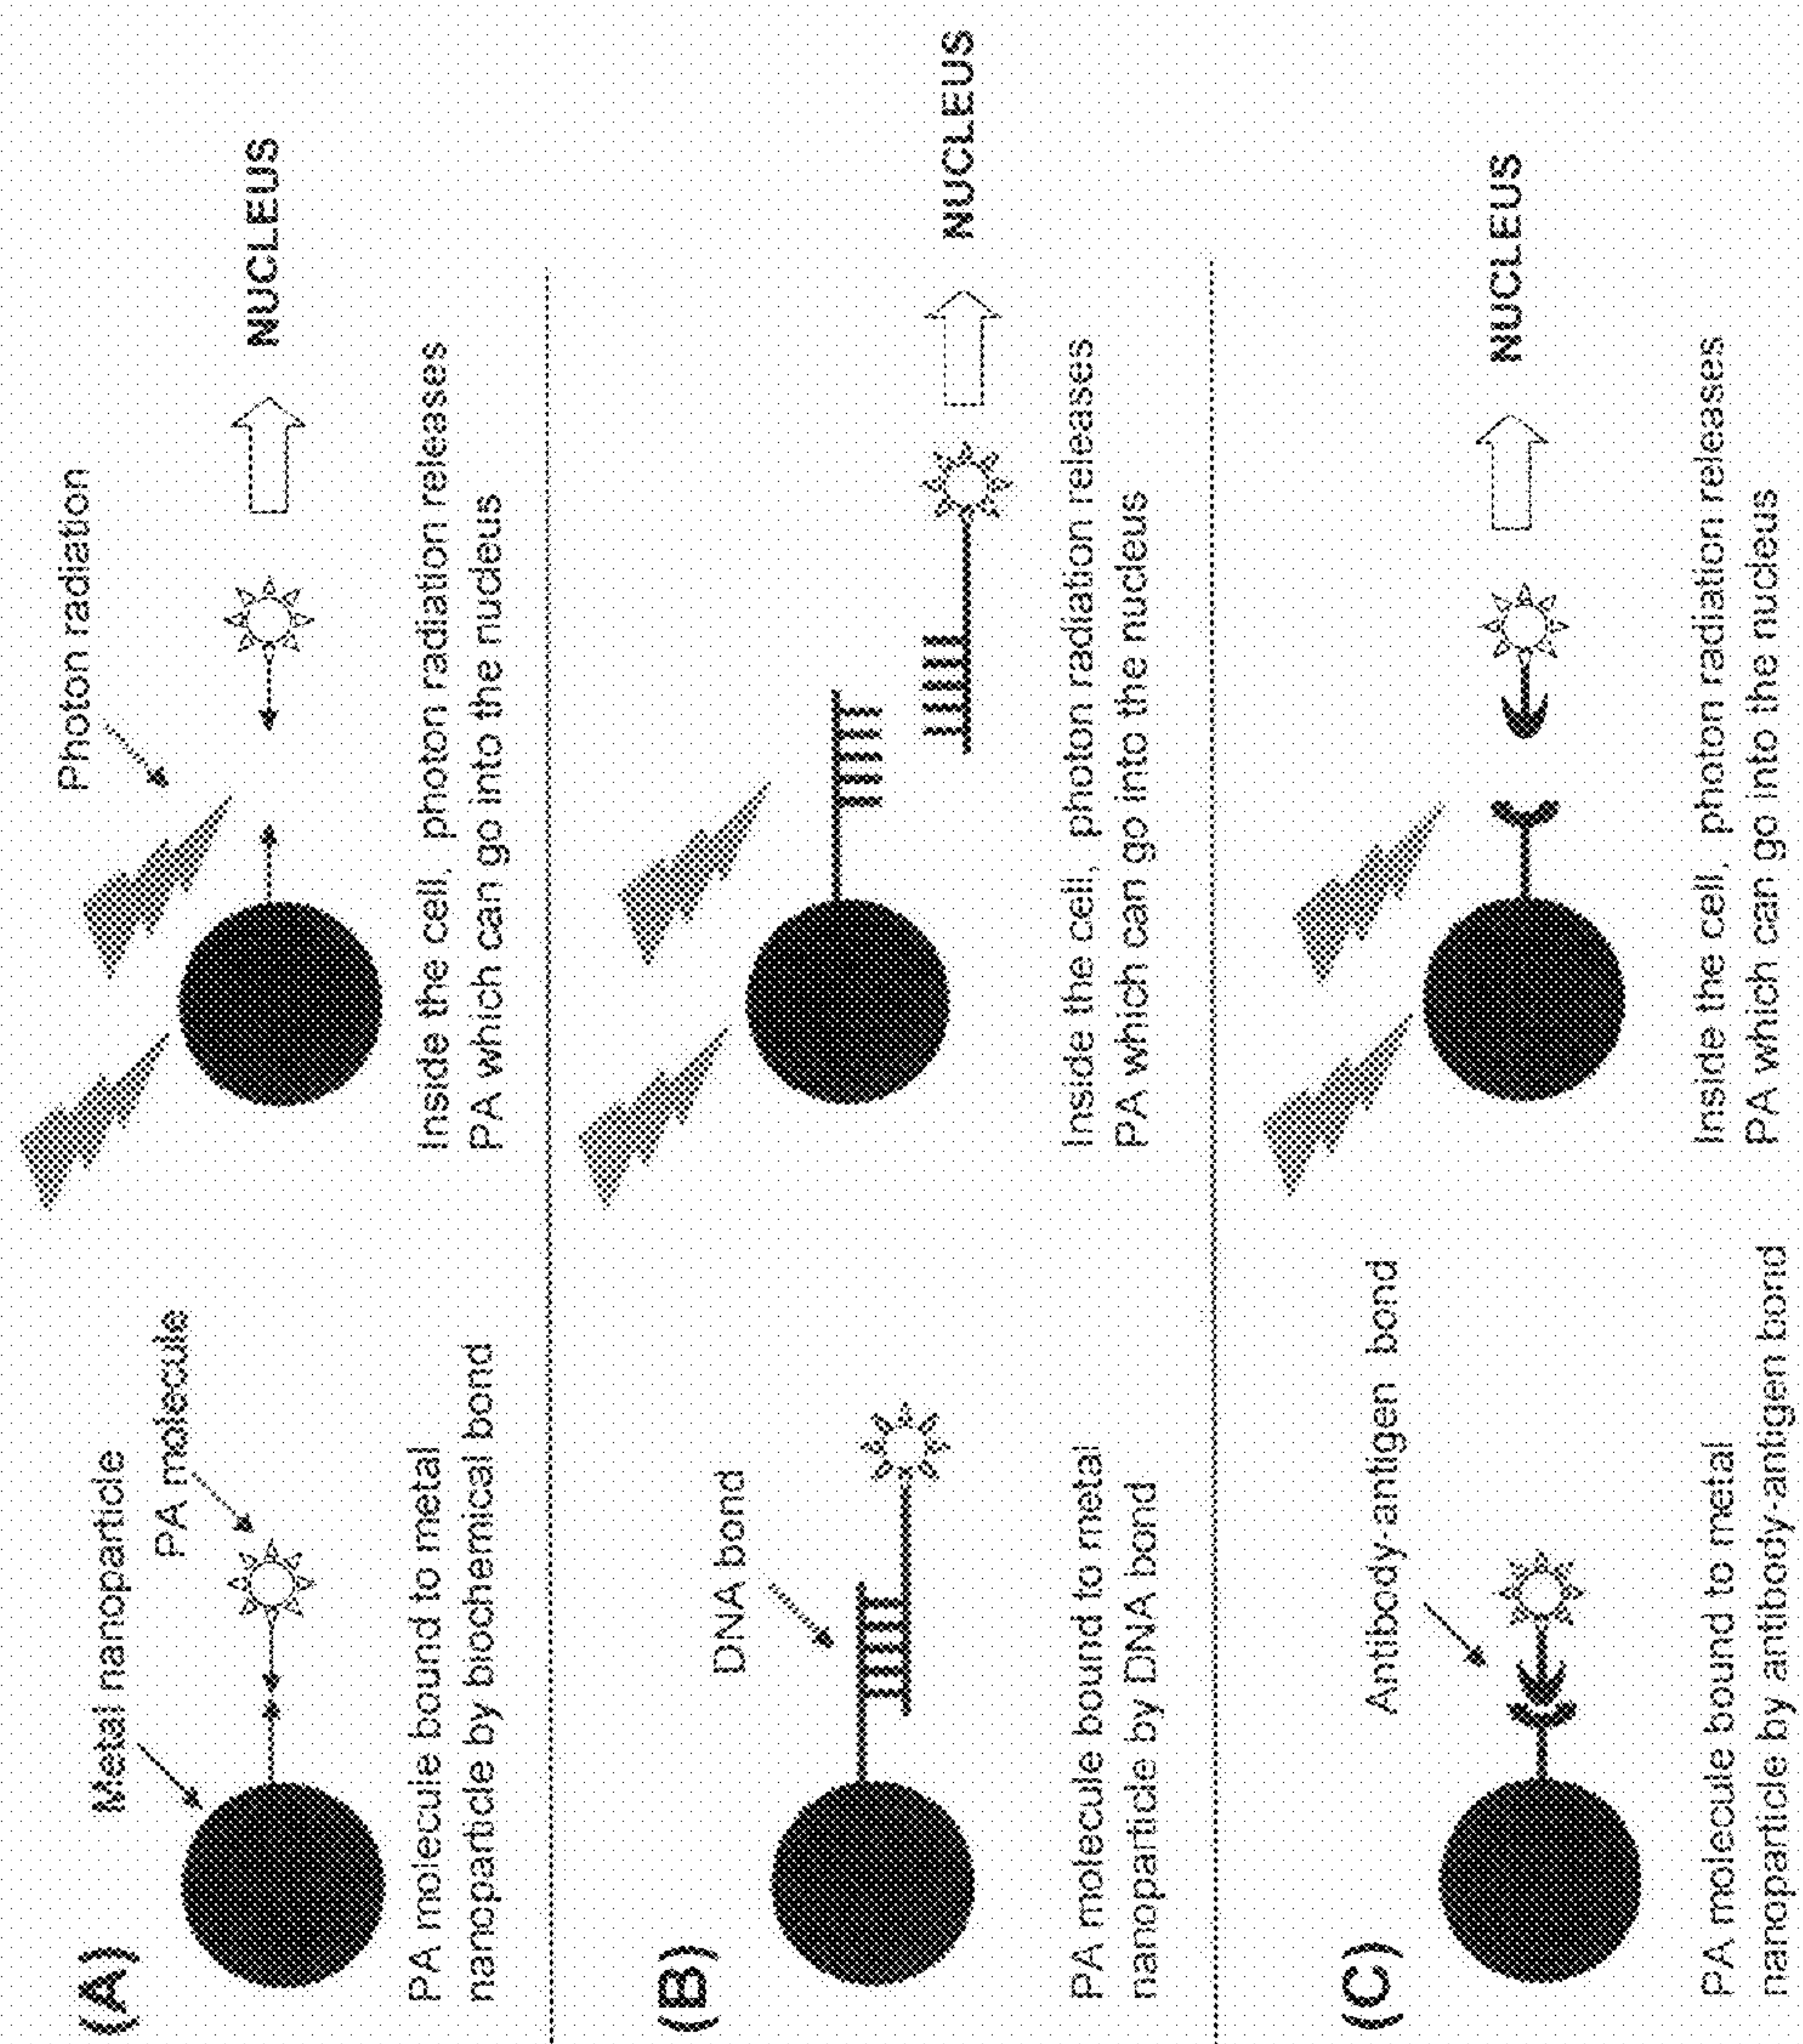 (A)
Metal nanoparticle
PA molecule
PA molecule bound to metal
nanoparticle by biochemical bond
Photon radiation
NUCLEUS
Inside the cell, photon radiation releases
PA which can go into the nucleus
(B)
DNA bond
PA molecule bound to metal
nanoparticle by DNA bond
NUCLEUS
Inside the cell, photon radiation releases
PA which can go into the nucleus
(C)
Antibody-antigen bond
PA molecule bound to metal
nanoparticle by antibody-antigen bond
NUCLEUS
Inside the cell, photon radiation releases
PA which can go into the nucleus